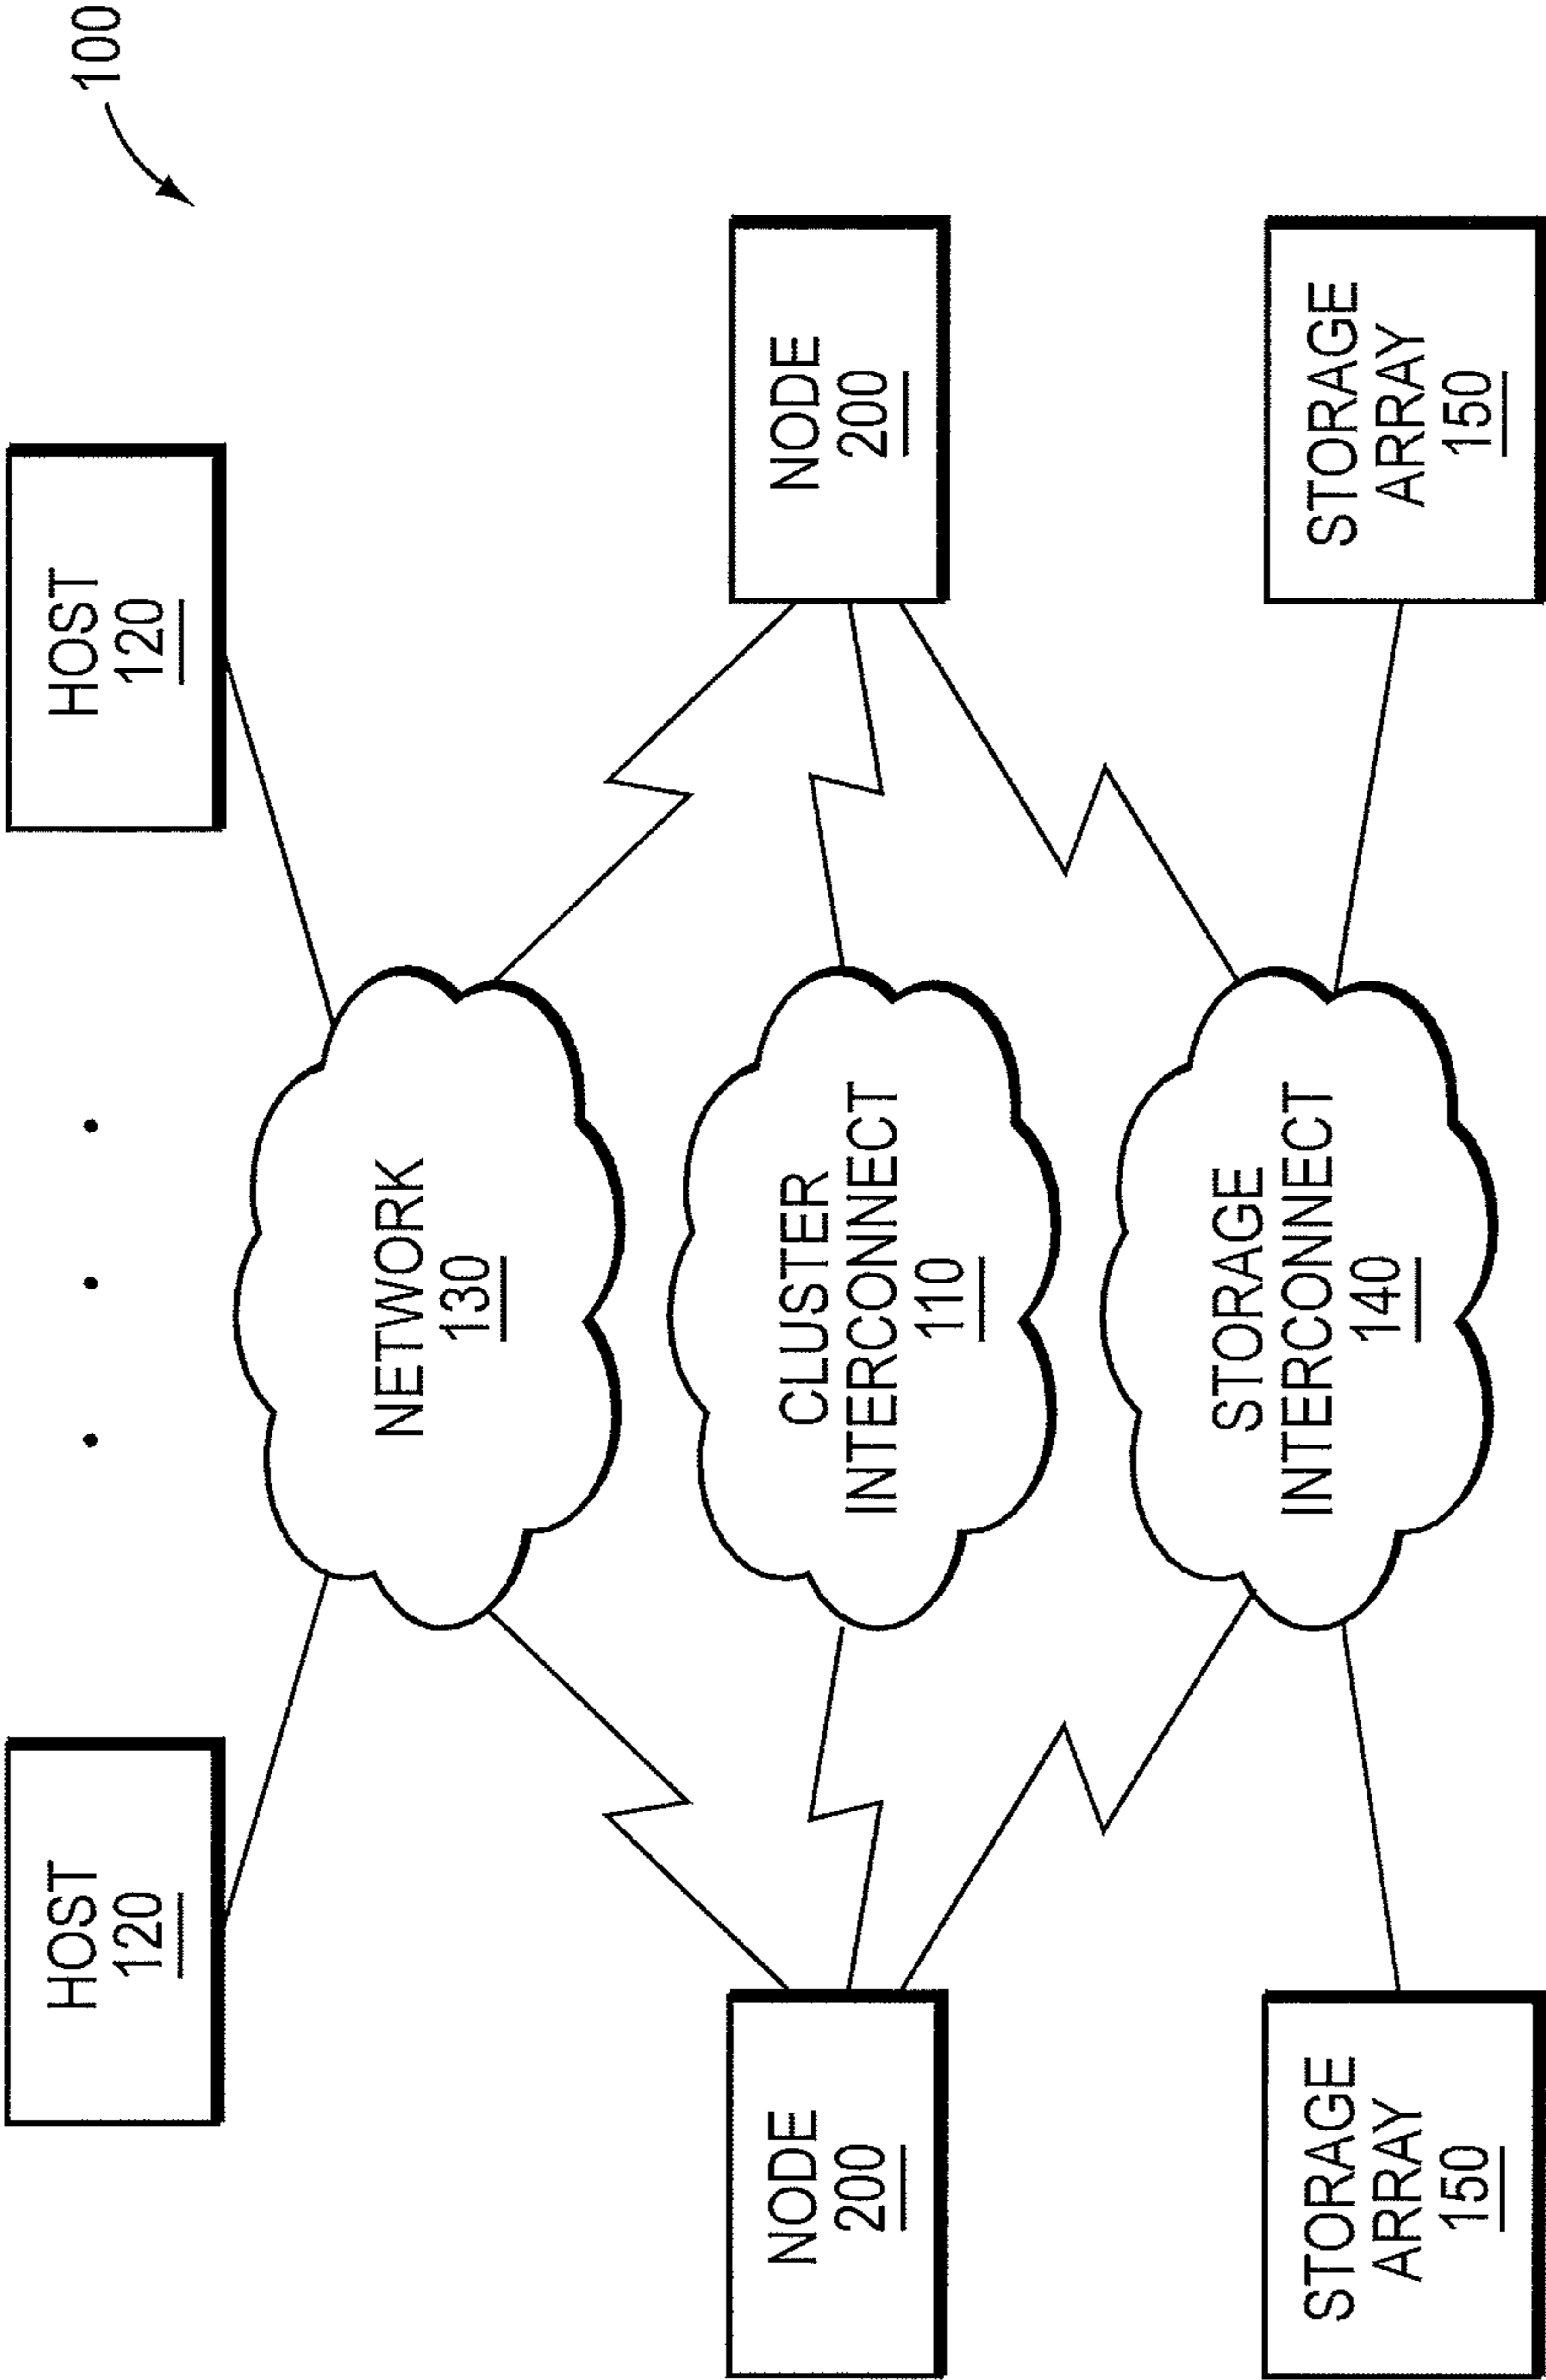 100
HOST
120
HOST
120
NETWORK
130
NODE
200
CLUSTER
INTERCONNECT
110
NODE
200
STORAGE
ARRAY
150
STORAGE
INTERCONNECT
140
STORAGE
ARRAY
150